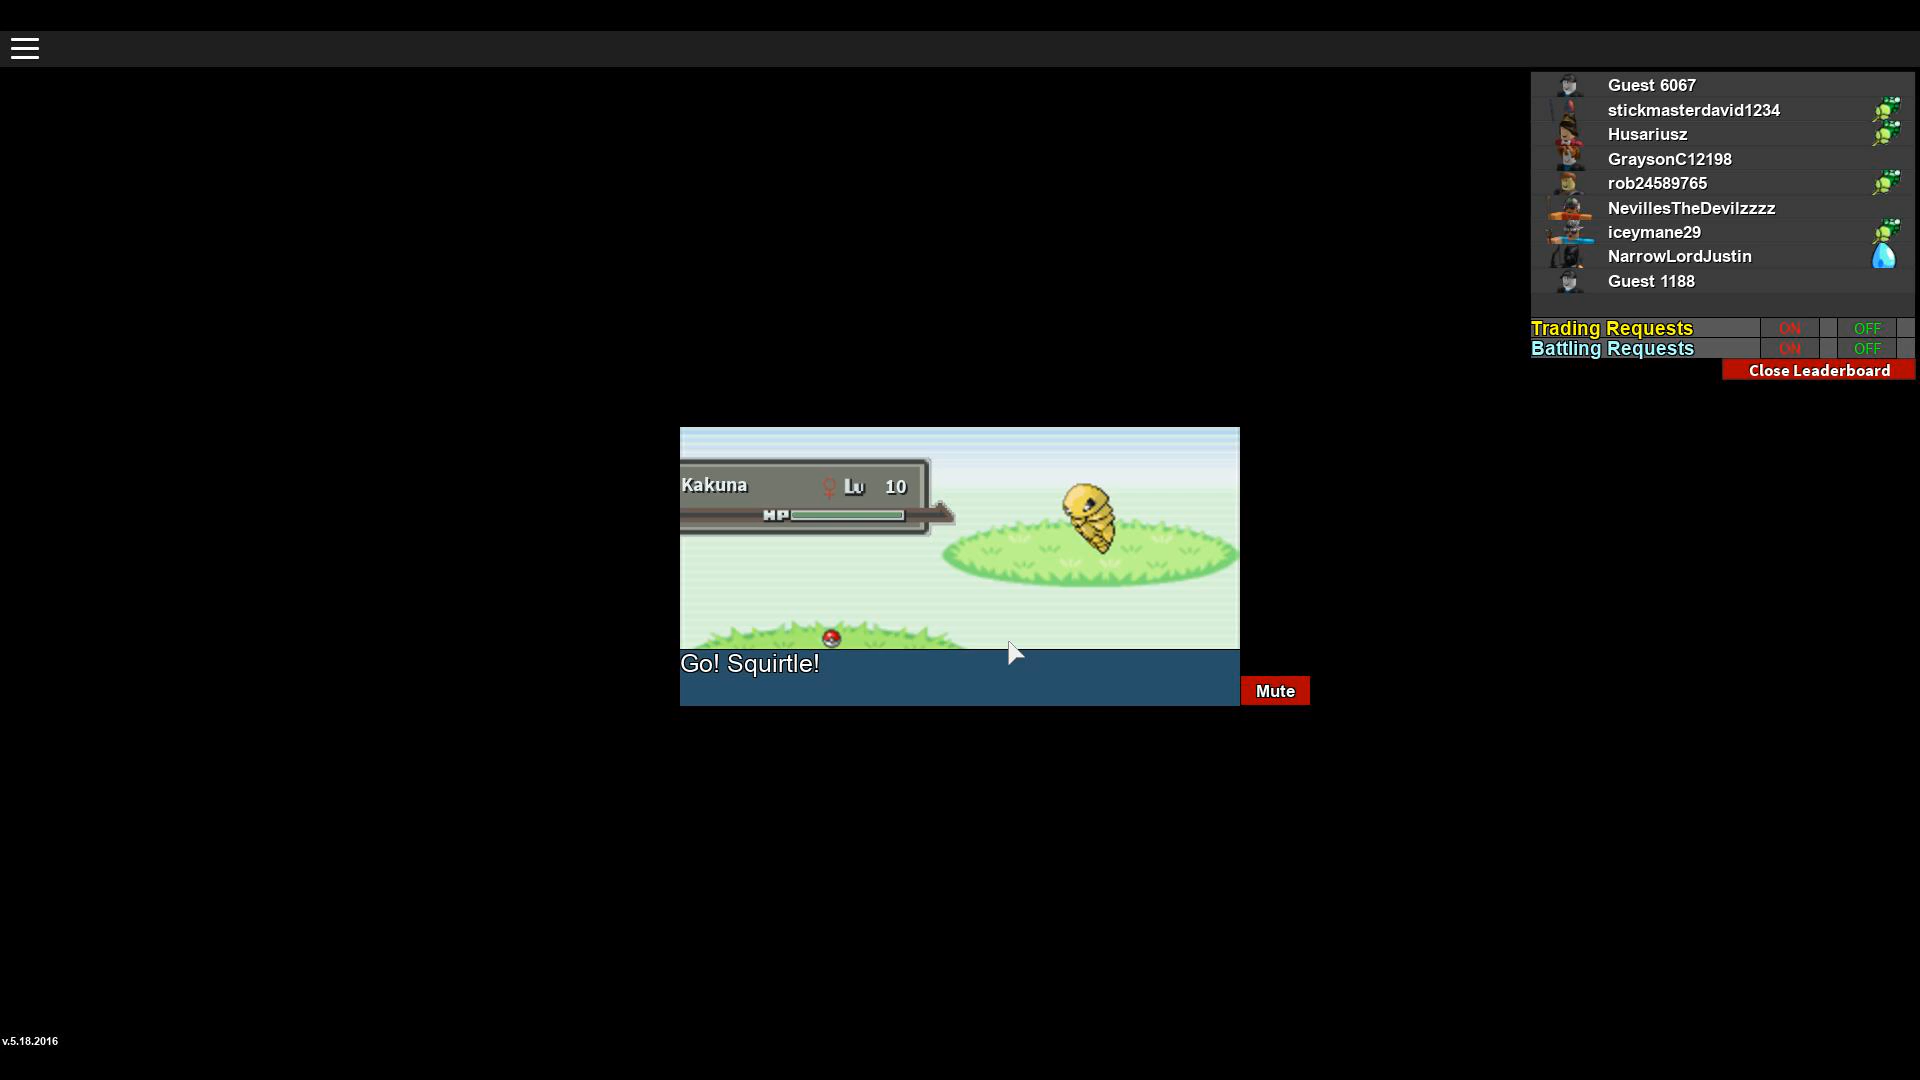 Guest 6067
stickmasterdavid1234
Husariusz
GraysonC12198
rob24589765
NevillesTheDevilzzzz
iceymane29
NarrowLordJustin
Guest 1188
Trading Requests ON OFF
Battling Requests ON OFF
Close Leaderboard
Kakuna ♀ Lv 10
HP
Go! Squirtle!
Mute
v.5.18.2016